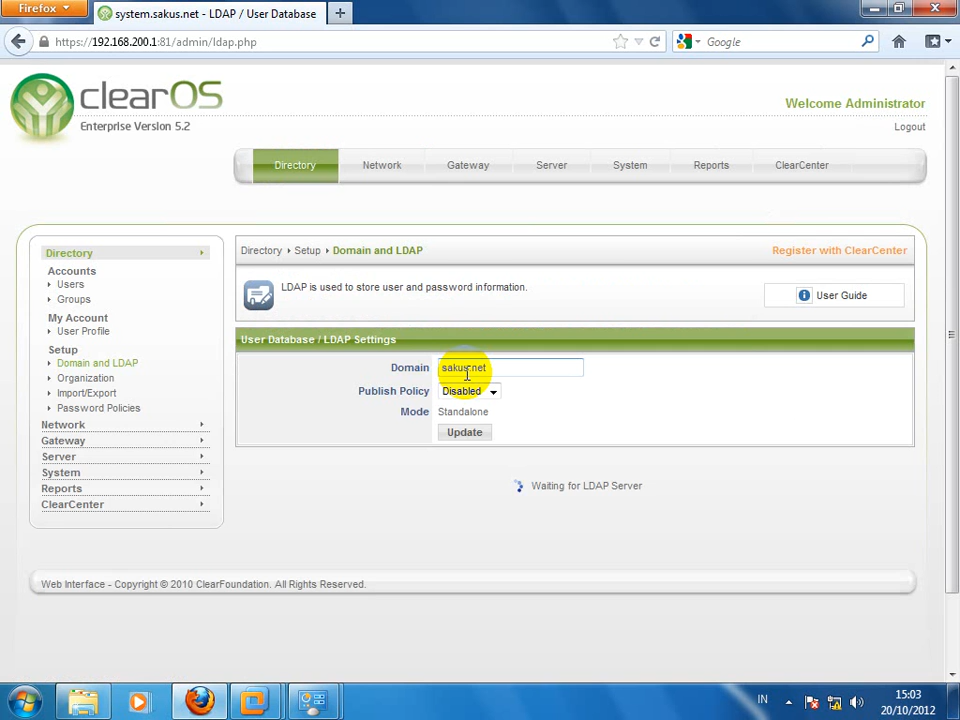 Firefox
system.sakus.net - LDAP / User Database
https://192.168.200.1:81/admin/ldap.php
Google
clearOS
Enterprise Version 5.2
Welcome Administrator
Logout
Directory
Network
Gateway
Server
System
Reports
ClearCenter
Directory
Accounts
Users
Groups
My Account
User Profile
Setup
Domain and LDAP
Organization
Import/Export
Password Policies
Network
Gateway
Server
System
Reports
ClearCenter
Directory Setup Domain and LDAP
Register with ClearCenter
LDAP is used to store user and password information.
User Guide
User Database / LDAP Settings
Domain sakus.net
Publish Policy Disabled
Mode Standalone
Update
Waiting for LDAP Server
Web Interface - Copyright © 2010 ClearFoundation. All Rights Reserved.
IN
15:03
20/10/2012